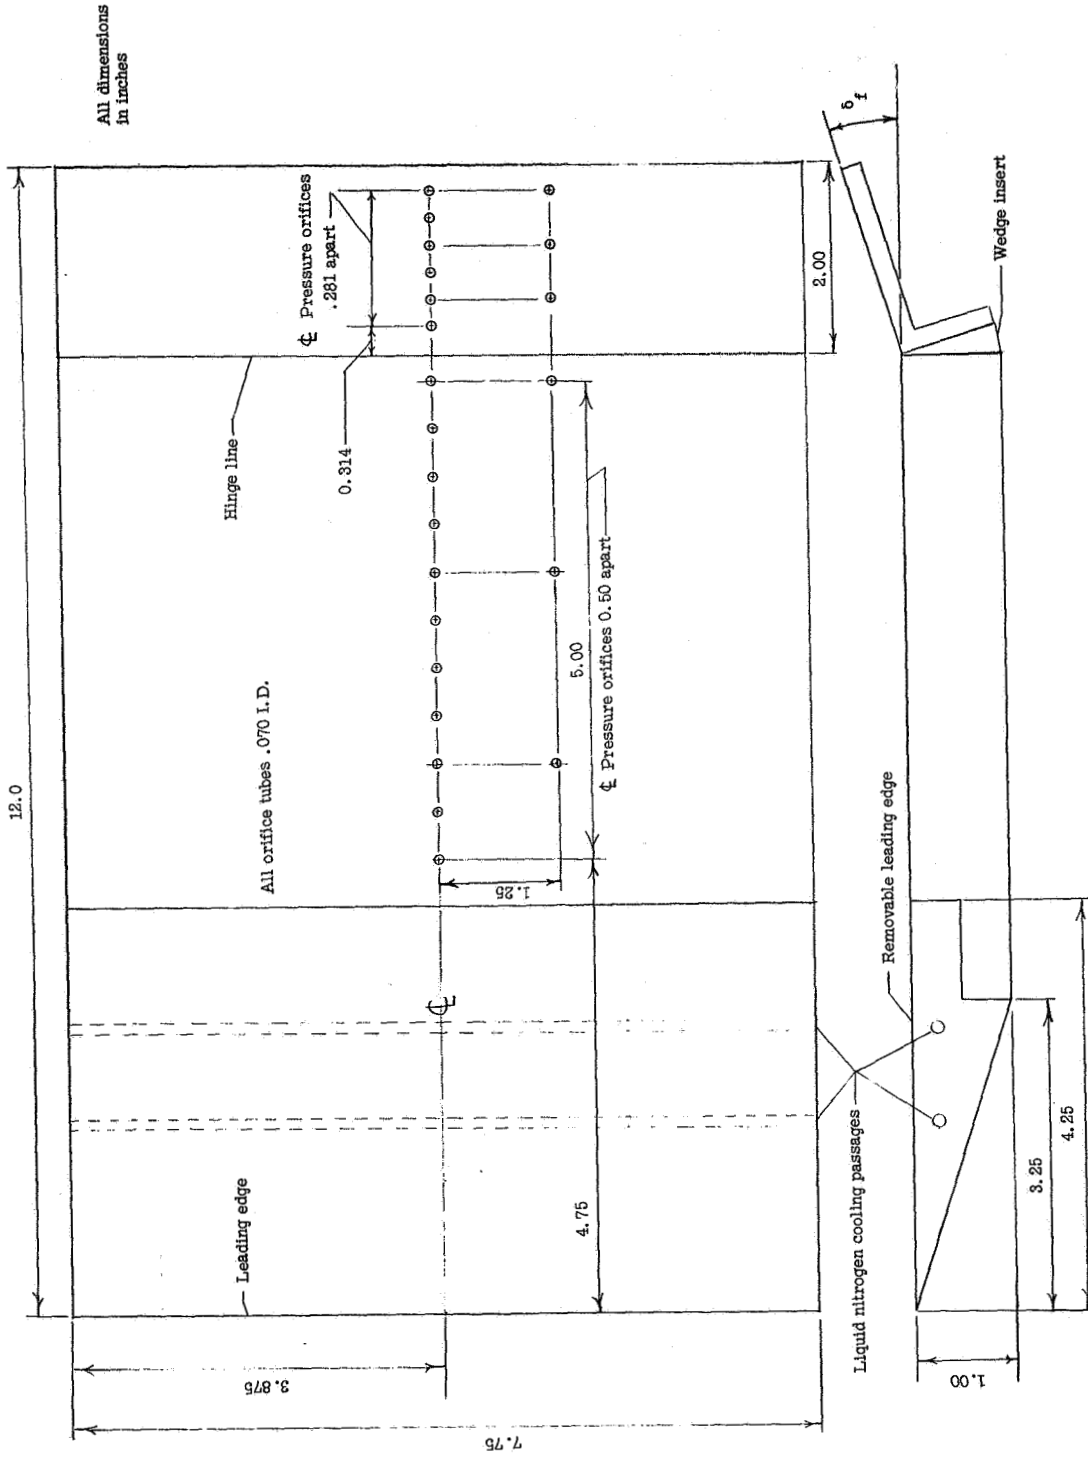 All dimensions
in inches
12.0
℄ Pressure orifices
.281 apart
Hinge line
0.314
All orifice tubes .070 I.D.
5.00
℄ Pressure orifices 0.50 apart
1.25
℄
Leading edge
4.75
3.875
7.75
2.00
δf
Wedge insert
Removable leading edge
Liquid nitrogen cooling passages
3.25
4.25
1.00